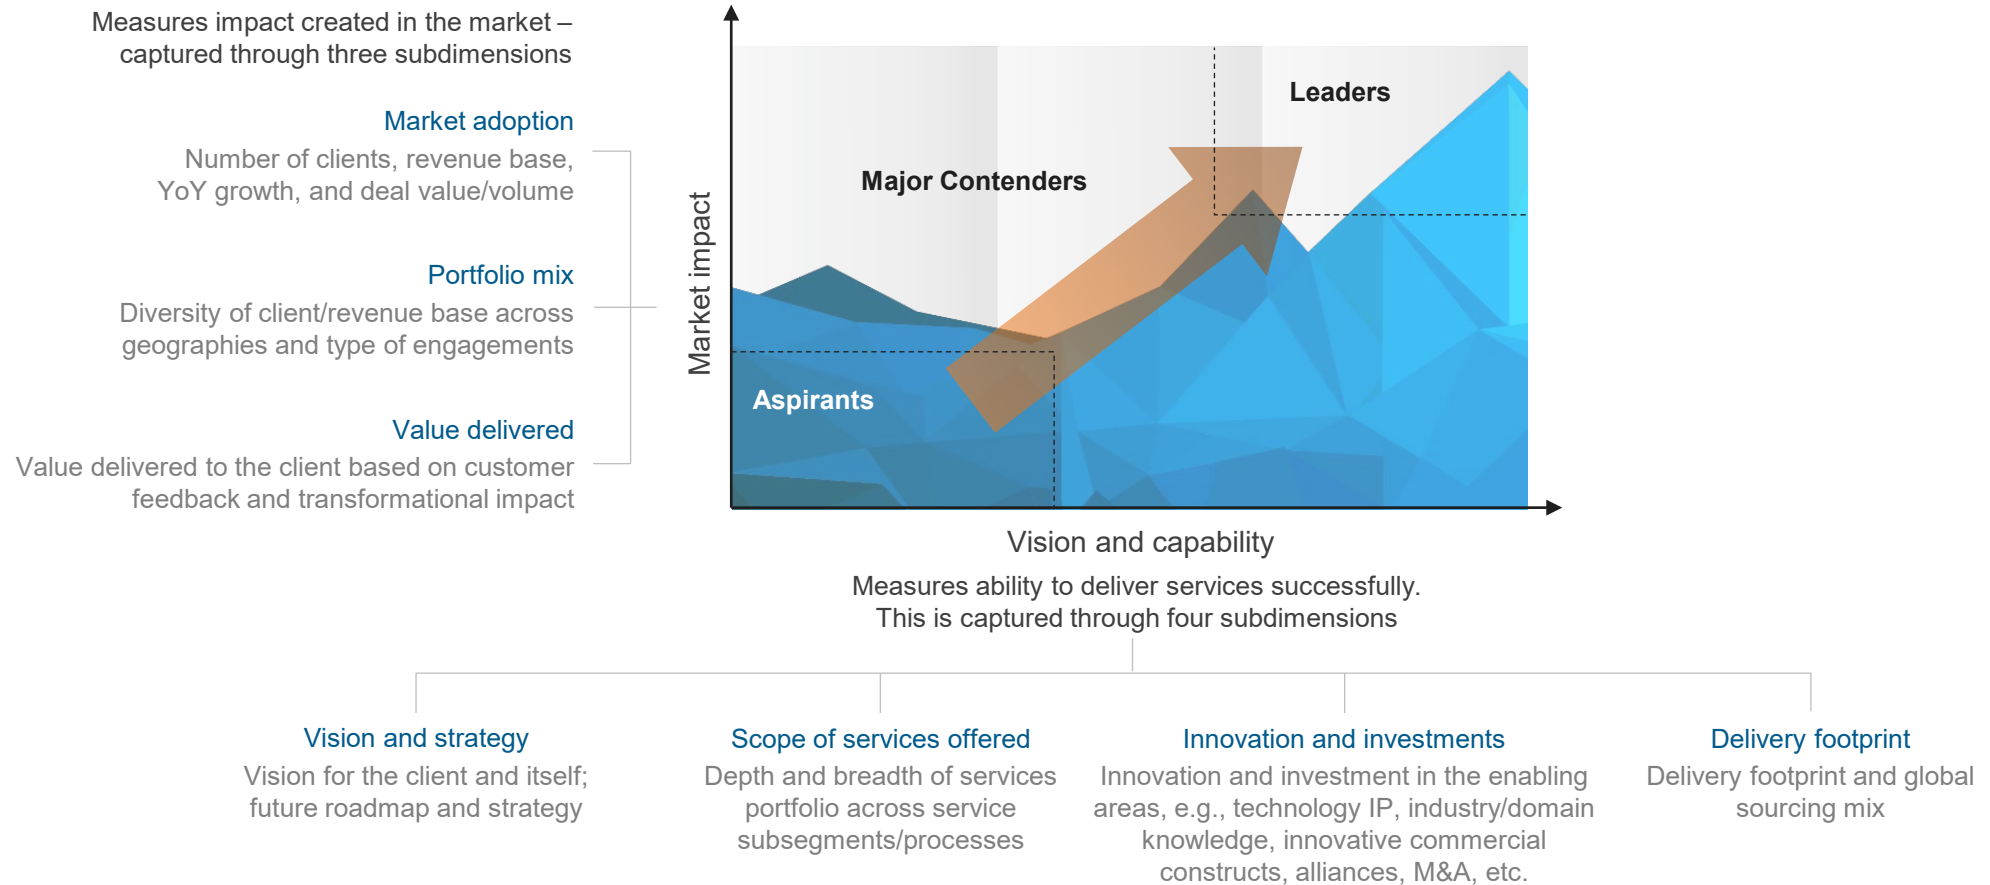 Measures impact created in the market –
captured through three subdimensions
Market adoption
Number of clients, revenue base,
YoY growth, and deal value/volume
Portfolio mix
Diversity of client/revenue base across
geographies and type of engagements
Value delivered
Value delivered to the client based on customer
feedback and transformational impact
Market impact
Leaders
Major Contenders
Aspirants
Vision and capability
Measures ability to deliver services successfully.
This is captured through four subdimensions
Vision and strategy
Vision for the client and itself;
future roadmap and strategy
Scope of services offered
Depth and breadth of services
portfolio across service
subsegments/processes
Innovation and investments
Innovation and investment in the enabling
areas, e.g., technology IP, industry/domain
knowledge, innovative commercial
constructs, alliances, M&A, etc.
Delivery footprint
Delivery footprint and global
sourcing mix